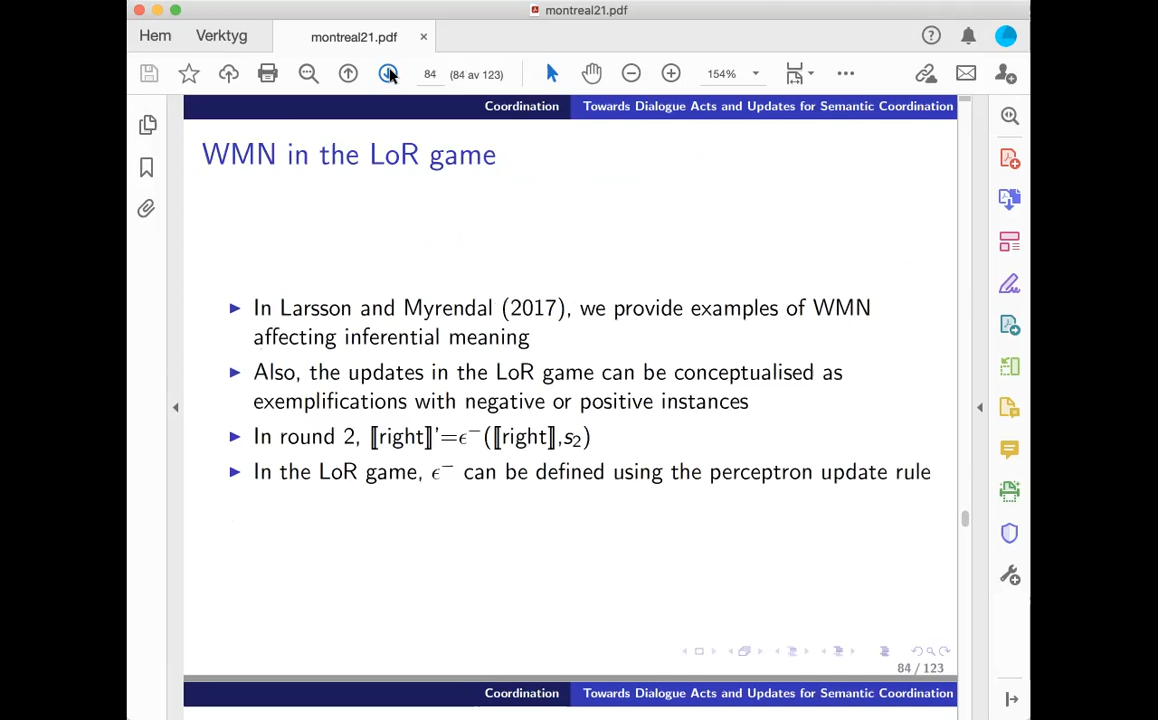 montreal21.pdf
Hem Verktyg montreal21.pdf ×
84 (84 av 123) 154%
Coordination Towards Dialogue Acts and Updates for Semantic Coordination
WMN in the LoR game
▶ In Larsson and Myrendal (2017), we provide examples of WMN
affecting inferential meaning
▶ Also, the updates in the LoR game can be conceptualised as
exemplifications with negative or positive instances
▶ In round 2, ⟦right⟧'=ϵ⁻(⟦right⟧,s₂)
▶ In the LoR game, ϵ⁻ can be defined using the perceptron update rule
84 / 123
Coordination Towards Dialogue Acts and Updates for Semantic Coordination